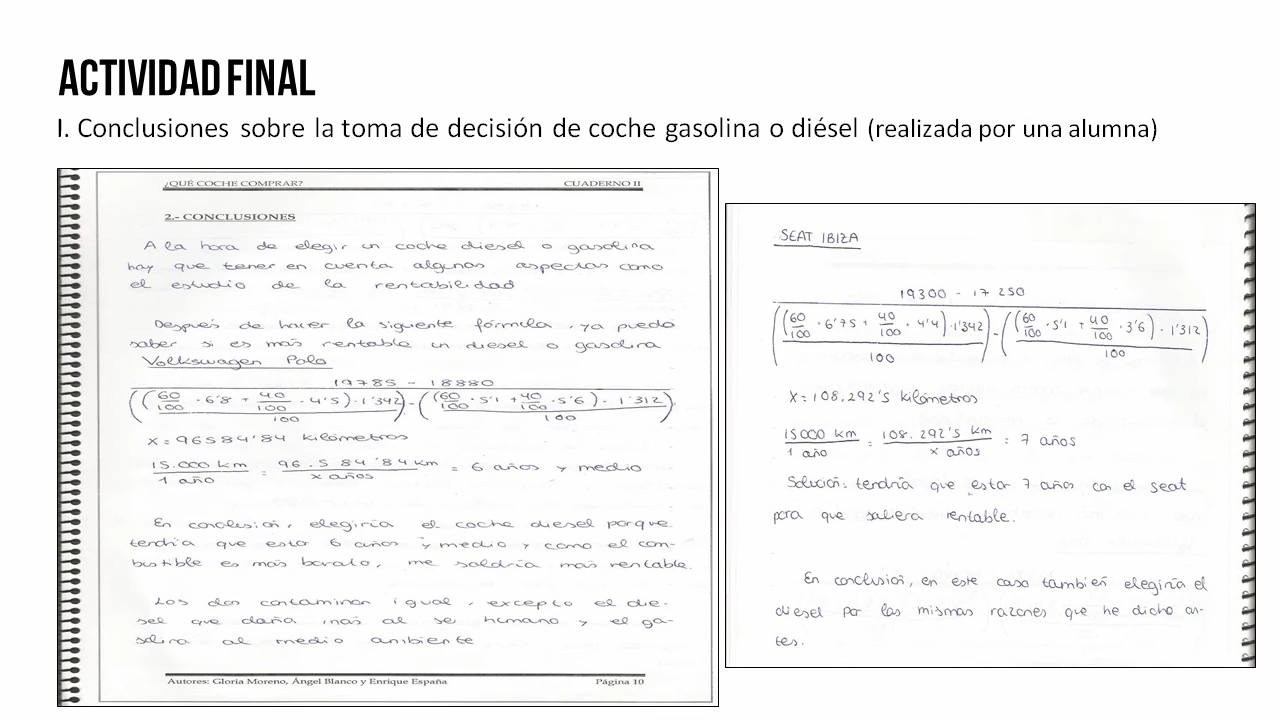 ACTIVIDAD FINAL
I. Conclusiones sobre la toma de decisión de coche gasolina o diésel (realizada por una alumna)
¿QUÉ COCHE COMPRAR? CUADERNO II
2.- CONCLUSIONES
A la hora de elegir un coche diesel o gasolina
hay que tener en cuenta algunos aspectos como
el estudio de la rentabilidad
Después de hacer la siguiente fórmula, ya puedo
saber si es más rentable un diesel o gasolina
Volkswagen Polo
19785 - 18880
((60/100 · 6'8 + 40/100 · 4'5) · 1'342) - ((60/100 · 5'1 + 40/100 · 5'6) · 1'312)
100 100
X = 96584'84 kilómetros
15.000 km / 1 año = 96.584'84 km / x años = 6 años y medio
En conclusión, elegiría el coche diesel porque
tendría que estar 6 años y medio y como el com-
bustible es más barato, me saldría más rentable.
Los dos contaminan igual, excepto el die-
sel que daña más al ser humano y el ga-
solina al medio ambiente
Autores: Gloria Moreno, Ángel Blanco y Enrique España Página 10
SEAT IBIZA
19300 - 17250
((60/100 · 6'75 + 40/100 · 4'4) · 1'342) - ((60/100 · 5'1 + 40/100 · 3'6) · 1'312)
100 100
X = 108.292'5 kilómetros
15000 km / 1 año = 108.292'5 km / x años = 7 años
Solución: tendría que estar 7 años con el seat
para que saliera rentable.
En conclusión, en este caso también elegiría el
diesel por las mismas razones que he dicho an-
tes.